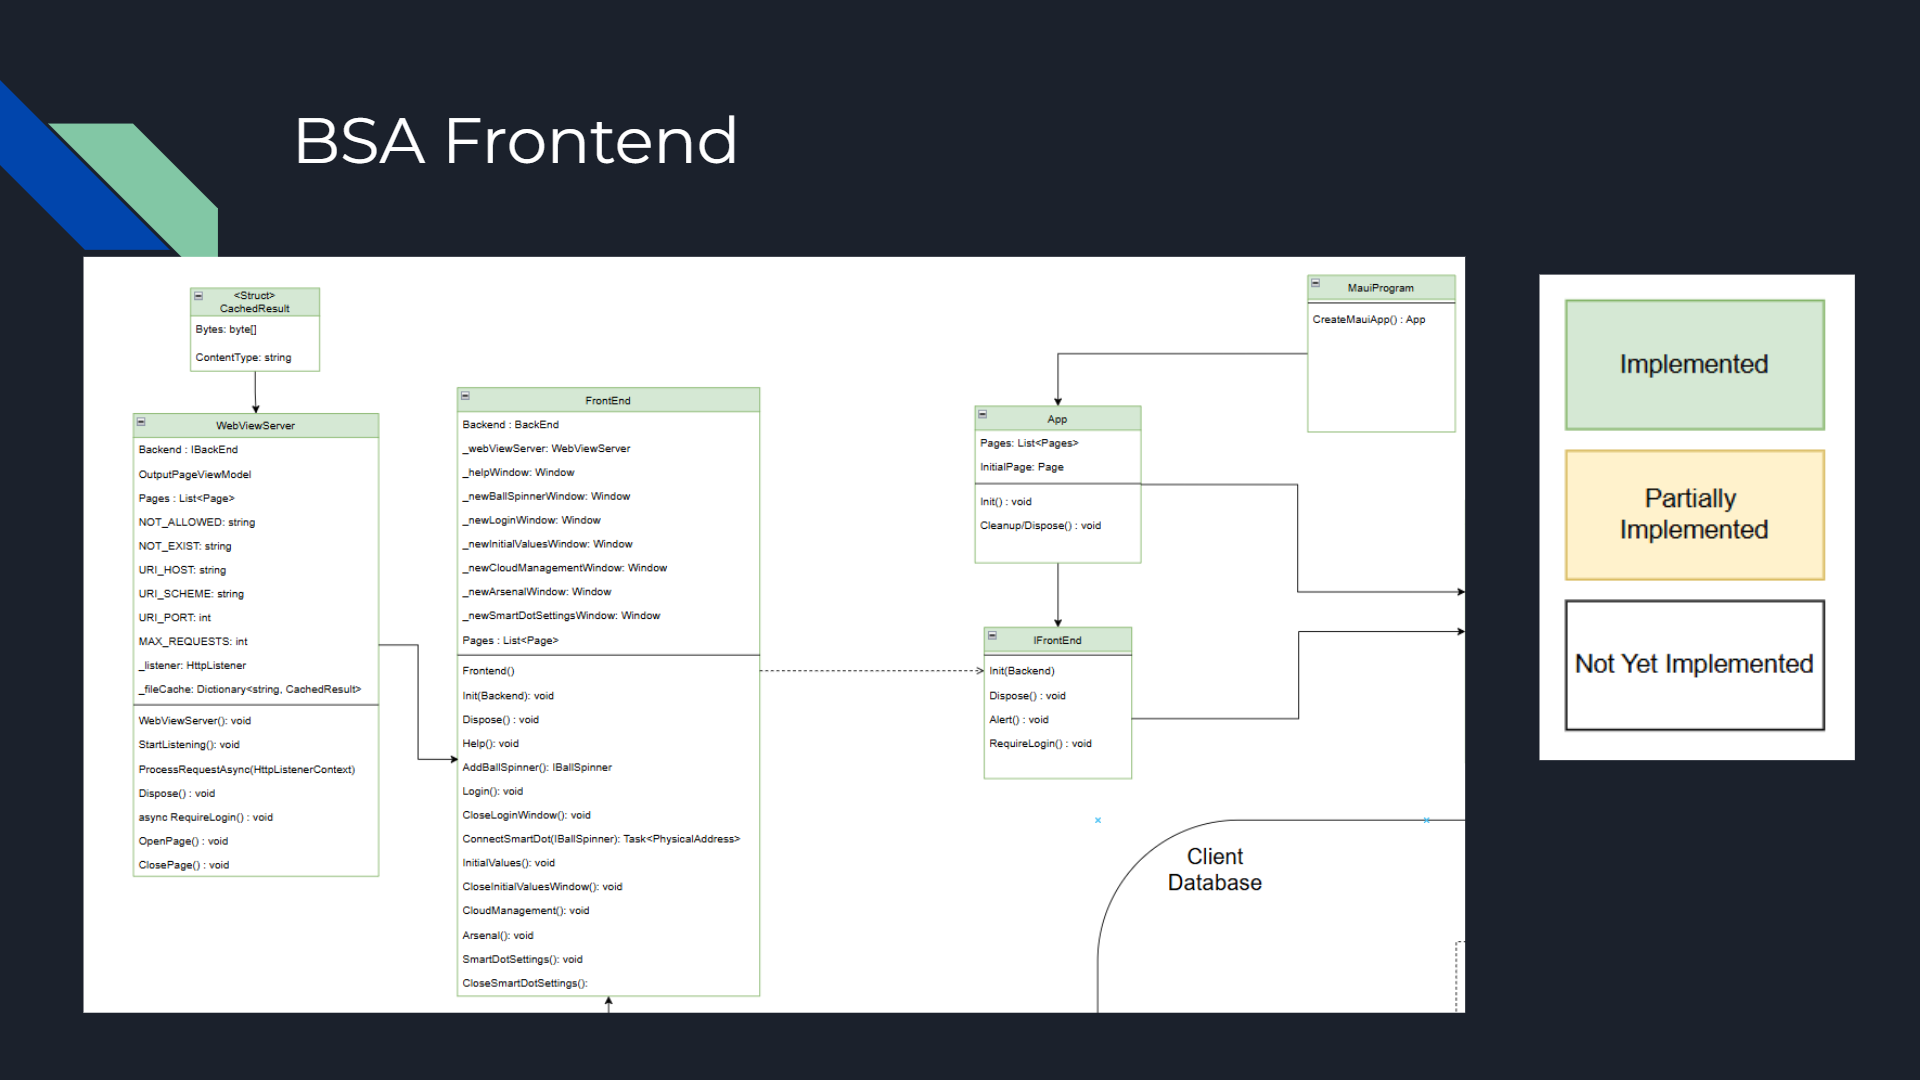 BSA Frontend
<Struct>
CachedResult
Bytes: byte[]
ContentType: string
WebViewServer
Backend : IBackEnd
OutputPageViewModel
Pages : List<Page>
NOT_ALLOWED: string
NOT_EXIST: string
URI_HOST: string
URI_SCHEME: string
URI_PORT: int
MAX_REQUESTS: int
_listener: HttpListener
_fileCache: Dictionary<string, CachedResult>
WebViewServer(): void
StartListening(): void
ProcessRequestAsync(HttpListenerContext)
Dispose() : void
async RequireLogin() : void
OpenPage() : void
ClosePage() : void
FrontEnd
Backend : BackEnd
_webViewServer: WebViewServer
_helpWindow: Window
_newBallSpinnerWindow: Window
_newLoginWindow: Window
_newInitialValuesWindow: Window
_newCloudManagementWindow: Window
_newArsenalWindow: Window
_newSmartDotSettingsWindow: Window
Pages : List<Page>
Frontend()
Init(Backend): void
Dispose() : void
Help(): void
AddBallSpinner(): IBallSpinner
Login(): void
CloseLoginWindow(): void
ConnectSmartDot(IBallSpinner): Task<PhysicalAddress>
InitialValues(): void
CloseInitialValuesWindow(): void
CloudManagement(): void
Arsenal(): void
SmartDotSettings(): void
CloseSmartDotSettings():
MauiProgram
CreateMauiApp() : App
App
Pages: List<Pages>
InitialPage: Page
Init() : void
Cleanup/Dispose() : void
IFrontEnd
Init(Backend)
Dispose() : void
Alert() : void
RequireLogin() : void
Client
Database
Implemented
Partially
Implemented
Not Yet Implemented